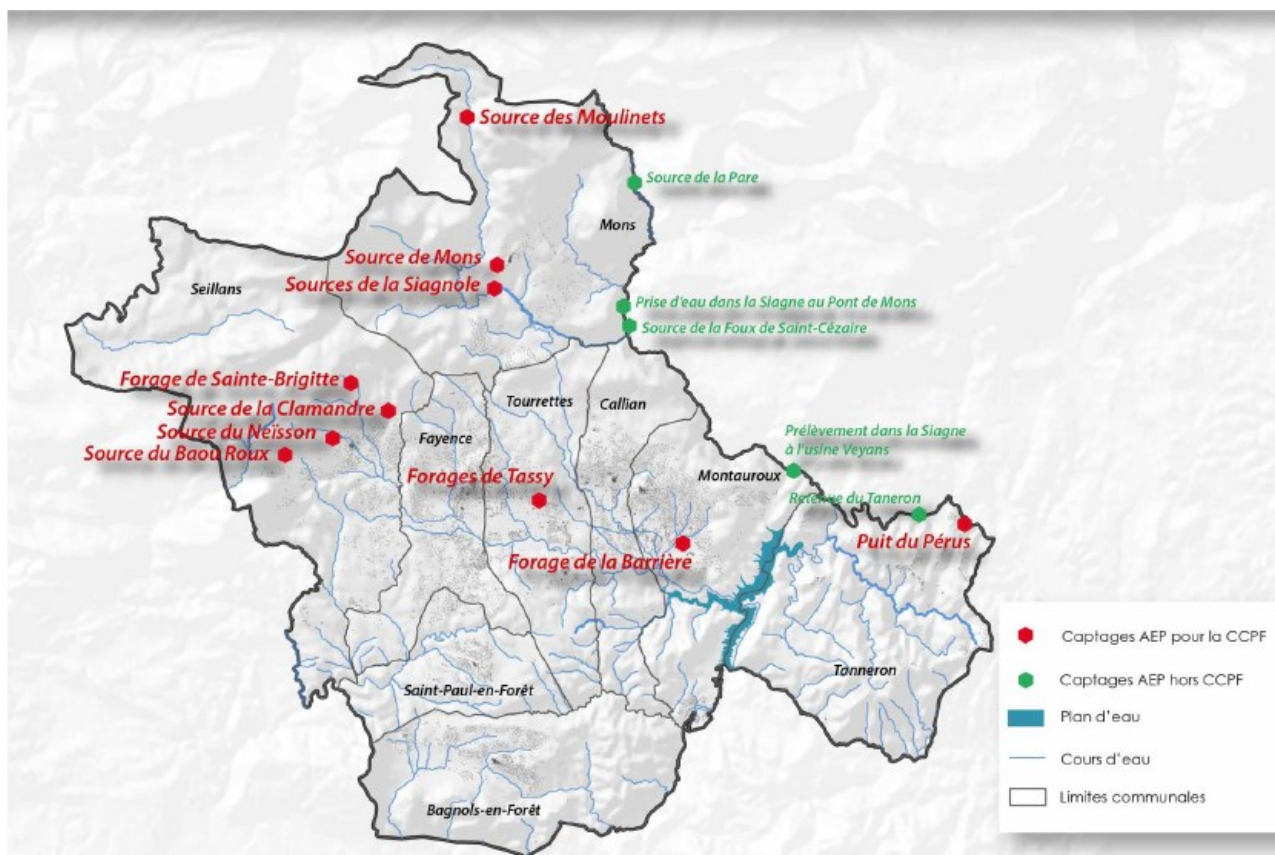 Source des Moulinets
Source de la Pare
Mons
Source de Mons
Sources de la Siagnole
Seillans
Prise d'eau dans la Siagne au Pont de Mons
Source de la Foux de Saint-Cézaire
Forage de Sainte-Brigitte
Source de la Clamandre
Tourrettes
Callian
Source du Neïsson
Fayence
Source du Baou Roux
Prélèvement dans la Siagne
à l'usine Veyans
Forages de Tassy
Montauroux
Retenue du Taneron
Puit du Pérus
Forage de la Barrière
Saint-Paul-en-Forêt
Tanneron
Bagnols-en-Forêt
Captages AEP pour la CCPF
Captages AEP hors CCPF
Plan d'eau
Cours d'eau
Limites communales